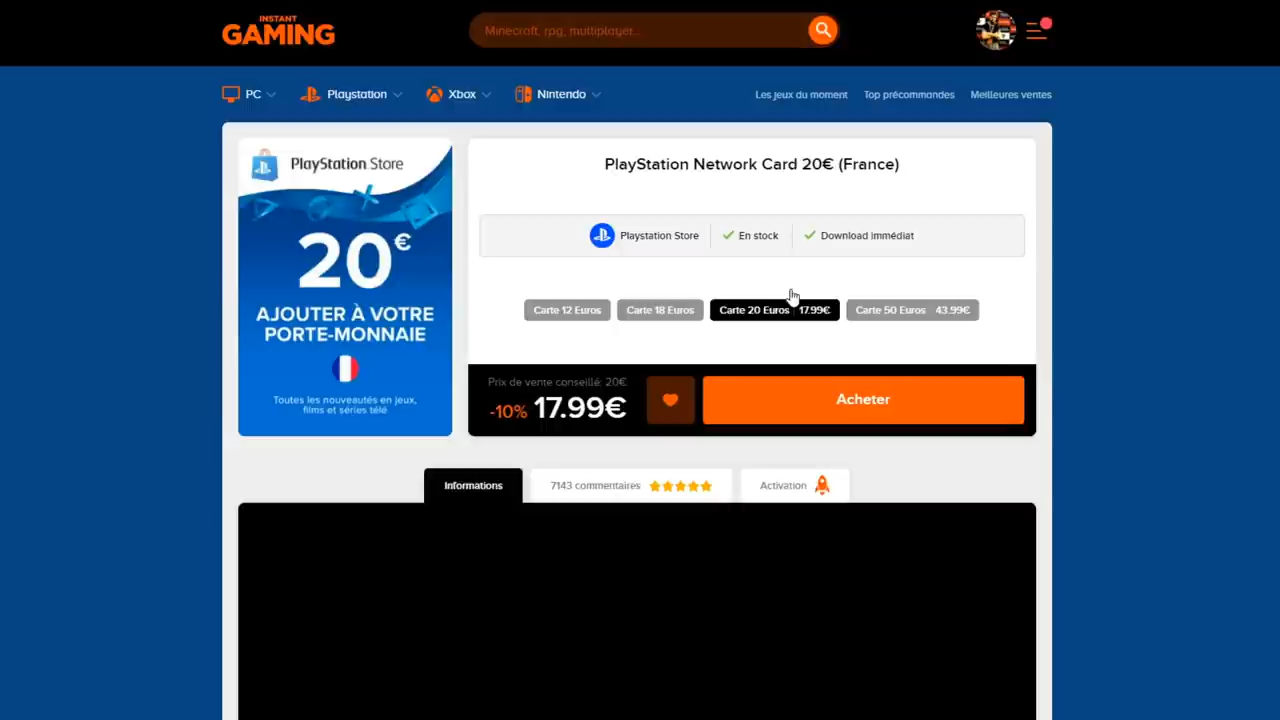 INSTANT
GAMING
Minecraft, rpg, multiplayer...
PC
Playstation
Xbox
Nintendo
Les jeux du moment
Top précommandes
Meilleures ventes
PlayStation Store
20€
AJOUTER À VOTRE
PORTE-MONNAIE
Toutes les nouveautés en jeux,
films et séries télé
PlayStation Network Card 20€ (France)
Playstation Store
En stock
Download immédiat
Carte 12 Euros
Carte 18 Euros
Carte 20 Euros 17.99€
Carte 50 Euros 43.99€
Prix de vente conseillé: 20€
-10% 17.99€
Acheter
Informations
7143 commentaires
Activation